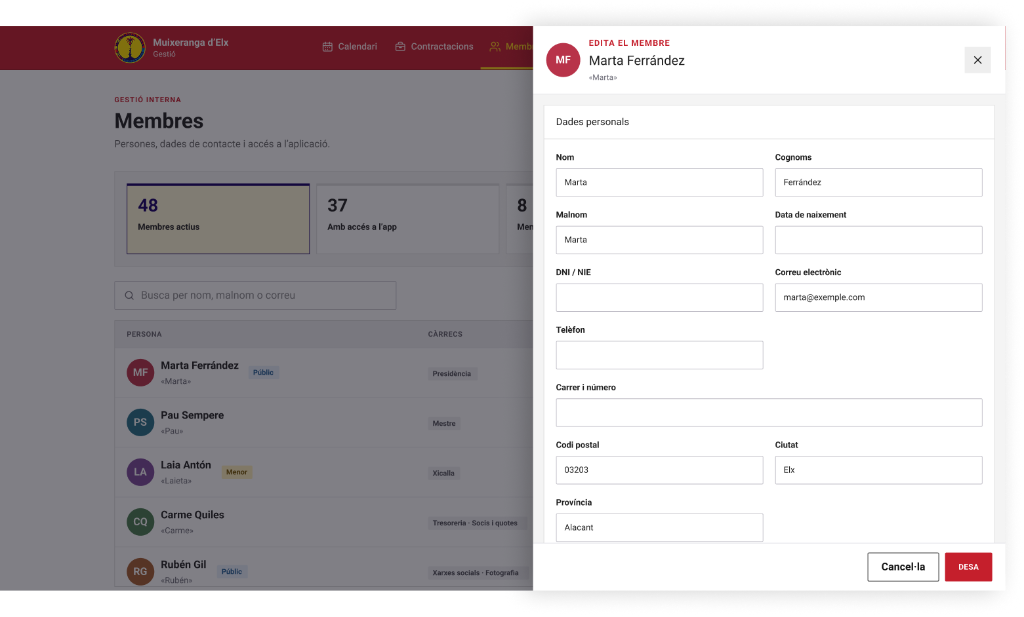 Muixeranga d'Elx
Gestió
Calendari
Contractacions
GESTIÓ INTERNA
Membres
Persones, dades de contacte i accés a l'aplicació.
48
Membres actius
37
Amb accés a l'app
8
Busca per nom, malnom o correu
PERSONA CÀRRECS
MF Marta Ferrández Públic
«Marta»
Presidència
PS Pau Sempere
«Pau»
Mestre
LA Laia Antón Menor
«Laieta»
Xicalla
CQ Carme Quiles
«Carme»
Tresoreria · Socis i quotes
RG Rubén Gil Públic
«Rubén»
Xarxes socials · Fotografia
EDITA EL MEMBRE
MF Marta Ferrández
«Marta»
Dades personals
Nom Cognoms
Marta Ferrández
Malnom Data de naixement
Marta
DNI / NIE Correu electrònic
marta@exemple.com
Telèfon
Carrer i número
Codi postal Ciutat
03203 Elx
Província
Alacant
Cancel·la DESA